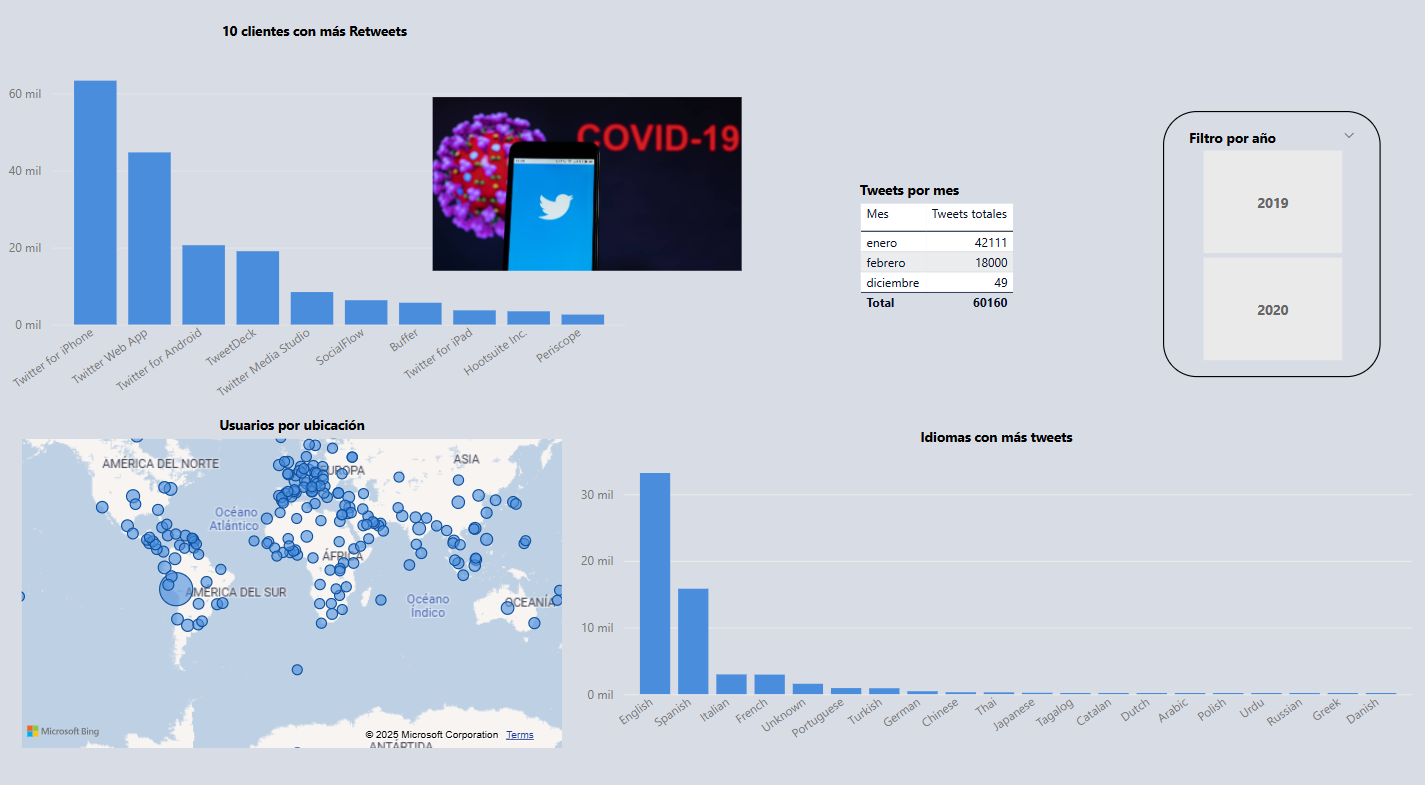 10 clientes con más Retweets
60 mil
40 mil
20 mil
0 mil
Twitter for iPhone
Twitter Web App
Twitter for Android
TweetDeck
Twitter Media Studio
SocialFlow
Buffer
Twitter for iPad
Hootsuite Inc.
Periscope
COVID-19
Tweets por mes
Mes Tweets totales
enero 42111
febrero 18000
diciembre 49
Total 60160
Filtro por año
2019
2020
Usuarios por ubicación
AMÉRICA DEL NORTE
EUROPA
ASIA
Océano
Atlántico
ÁFRICA
AMÉRICA DEL SUR
Océano
Índico
OCEANÍA
Microsoft Bing
© 2025 Microsoft Corporation Terms
ANTÁRTIDA
Idiomas con más tweets
30 mil
20 mil
10 mil
0 mil
English
Spanish
Italian
French
Unknown
Portuguese
Turkish
German
Chinese
Thai
Japanese
Tagalog
Catalan
Dutch
Arabic
Polish
Urdu
Russian
Greek
Danish